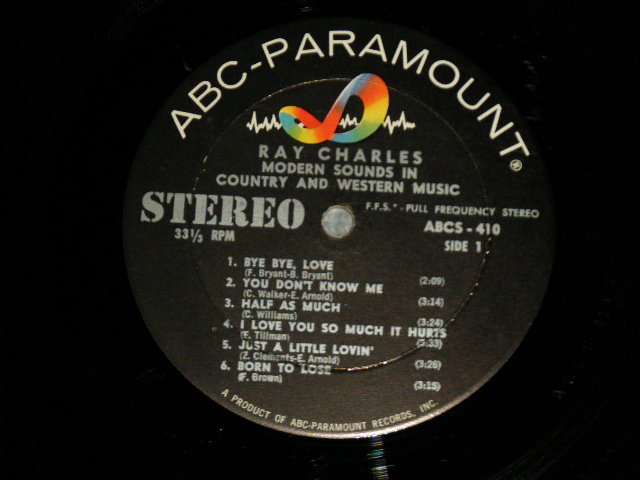 ABC-PARAMOUNT®
RAY CHARLES
MODERN SOUNDS IN
COUNTRY AND WESTERN MUSIC
STEREO
F.F.S.* - PULL FREQUENCY STEREO
33⅓ RPM
ABCS - 410
SIDE 1
1. BYE BYE, LOVE
(F. Bryant-B. Bryant) (2:09)
2. YOU DON'T KNOW ME
(C. Walker-E. Arnold) (3:14)
3. HALF AS MUCH
(C. Williams) (3:24)
4. I LOVE YOU SO MUCH IT HURTS
(F. Tillman) (3:33)
5. JUST A LITTLE LOVIN'
(Z. Clements-E. Arnold) (3:26)
6. BORN TO LOSE
(F. Brown) (3:15)
A PRODUCT OF ABC-PARAMOUNT RECORDS, INC.